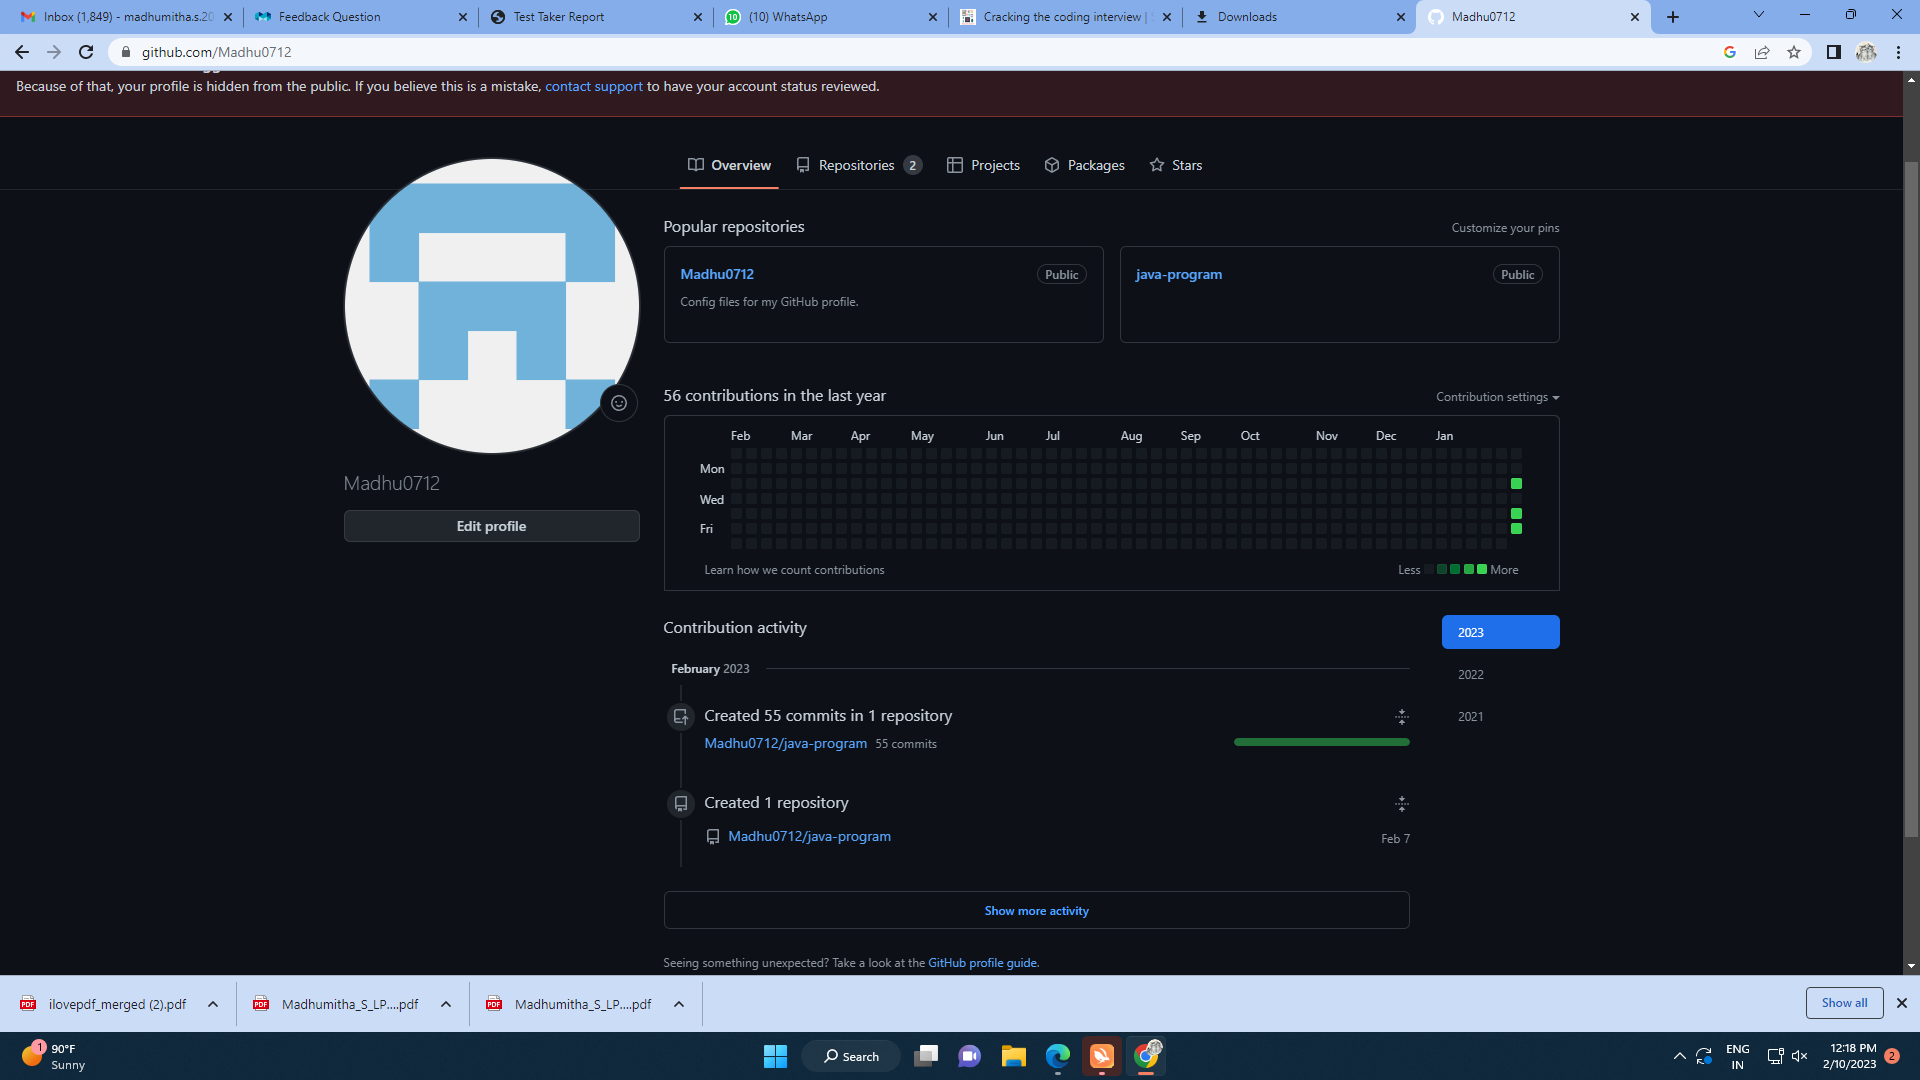 Inbox (1,849) - madhumitha.s.20
Feedback Question
Test Taker Report
(10) WhatsApp
Cracking the coding interview |
Downloads
Madhu0712
github.com/Madhu0712
Because of that, your profile is hidden from the public. If you believe this is a mistake, contact support to have your account status reviewed.
Overview
Repositories 2
Projects
Packages
Stars
Popular repositories
Customize your pins
Madhu0712
Public
Config files for my GitHub profile.
java-program
Public
56 contributions in the last year
Contribution settings
Feb Mar Apr May Jun Jul Aug Sep Oct Nov Dec Jan
Mon
Wed
Fri
Learn how we count contributions
Less More
Madhu0712
Edit profile
Contribution activity
2023
2022
2021
February 2023
Created 55 commits in 1 repository
Madhu0712/java-program 55 commits
Created 1 repository
Madhu0712/java-program
Feb 7
Show more activity
Seeing something unexpected? Take a look at the GitHub profile guide.
ilovepdf_merged (2).pdf
Madhumitha_S_LP....pdf
Madhumitha_S_LP....pdf
Show all
1
90°F
Sunny
Search
ENG
IN
12:18 PM
2/10/2023
2